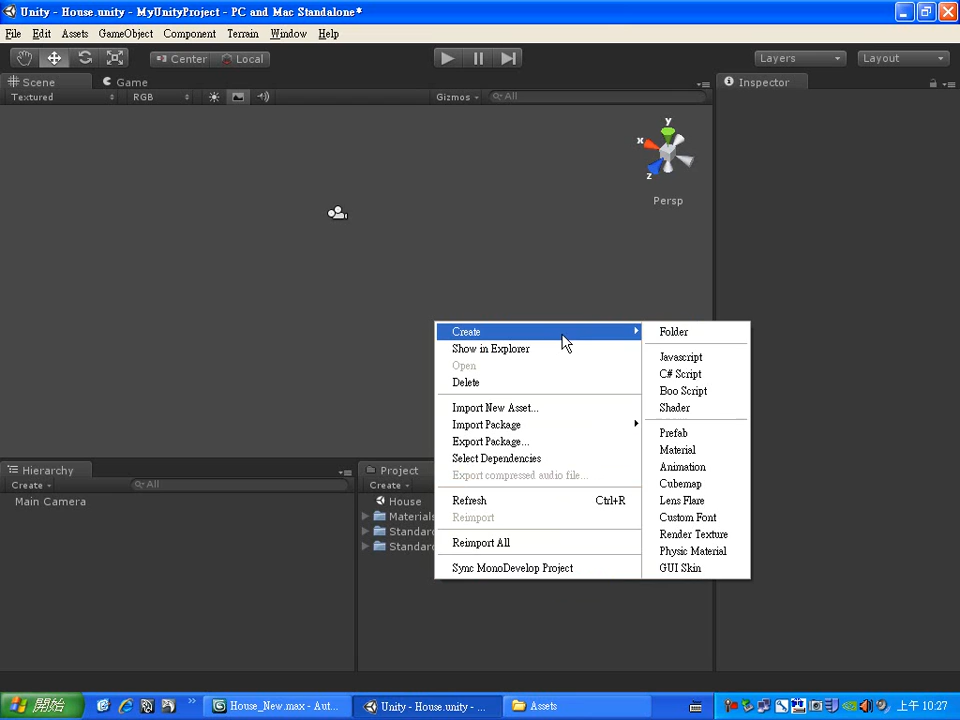 Unity - House.unity - MyUnityProject - PC and Mac Standalone*
File Edit Assets GameObject Component Terrain Window Help
Center Local Layers Layout
Scene Game Inspector
Textured RGB Gizmos All
y
x
z
Persp
Create
Show in Explorer
Open
Delete
Import New Asset...
Import Package
Export Package...
Select Dependencies
Export compressed audio file...
Refresh Ctrl+R
Reimport
Reimport All
Sync MonoDevelop Project
Folder
Javascript
C# Script
Boo Script
Shader
Prefab
Material
Animation
Cubemap
Lens Flare
Custom Font
Render Texture
Physic Material
GUI Skin
Hierarchy
Create All
Main Camera
Project
Create
House
Materials
Standar
Standar
開始 House_New.max - Aut... Unity - House.unity - ... Assets 上午 10:27